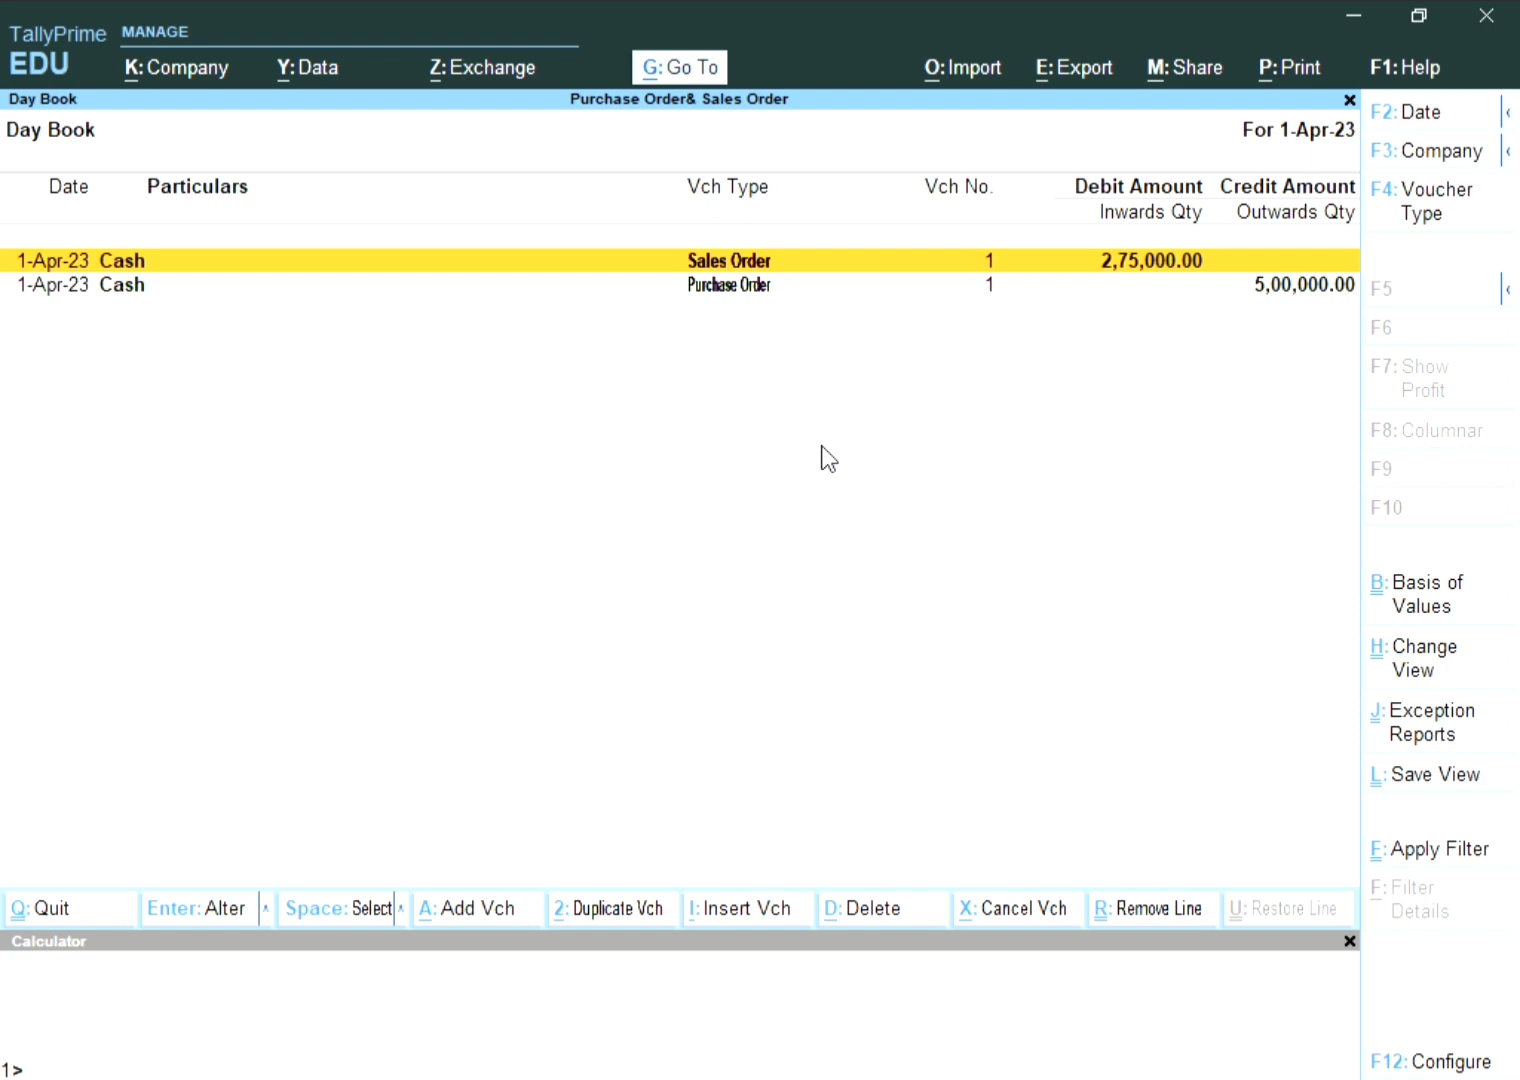 TallyPrime MANAGE
EDU K: Company Y: Data Z: Exchange G: Go To O: Import E: Export M: Share P: Print F1: Help
Day Book Purchase Order& Sales Order
Day Book For 1-Apr-23
Date Particulars Vch Type Vch No. Debit Amount Credit Amount
Inwards Qty Outwards Qty
1-Apr-23 Cash Sales Order 1 2,75,000.00
1-Apr-23 Cash Purchase Order 1 5,00,000.00
F2: Date
F3: Company
F4: Voucher
Type
F5
F6
F7: Show
Profit
F8: Columnar
F9
F10
B: Basis of
Values
H: Change
View
J: Exception
Reports
L: Save View
F: Apply Filter
F: Filter
Details
F12: Configure
Q: Quit Enter: Alter Space: Select A: Add Vch 2: Duplicate Vch I: Insert Vch D: Delete X: Cancel Vch R: Remove Line U: Restore Line
Calculator
1>